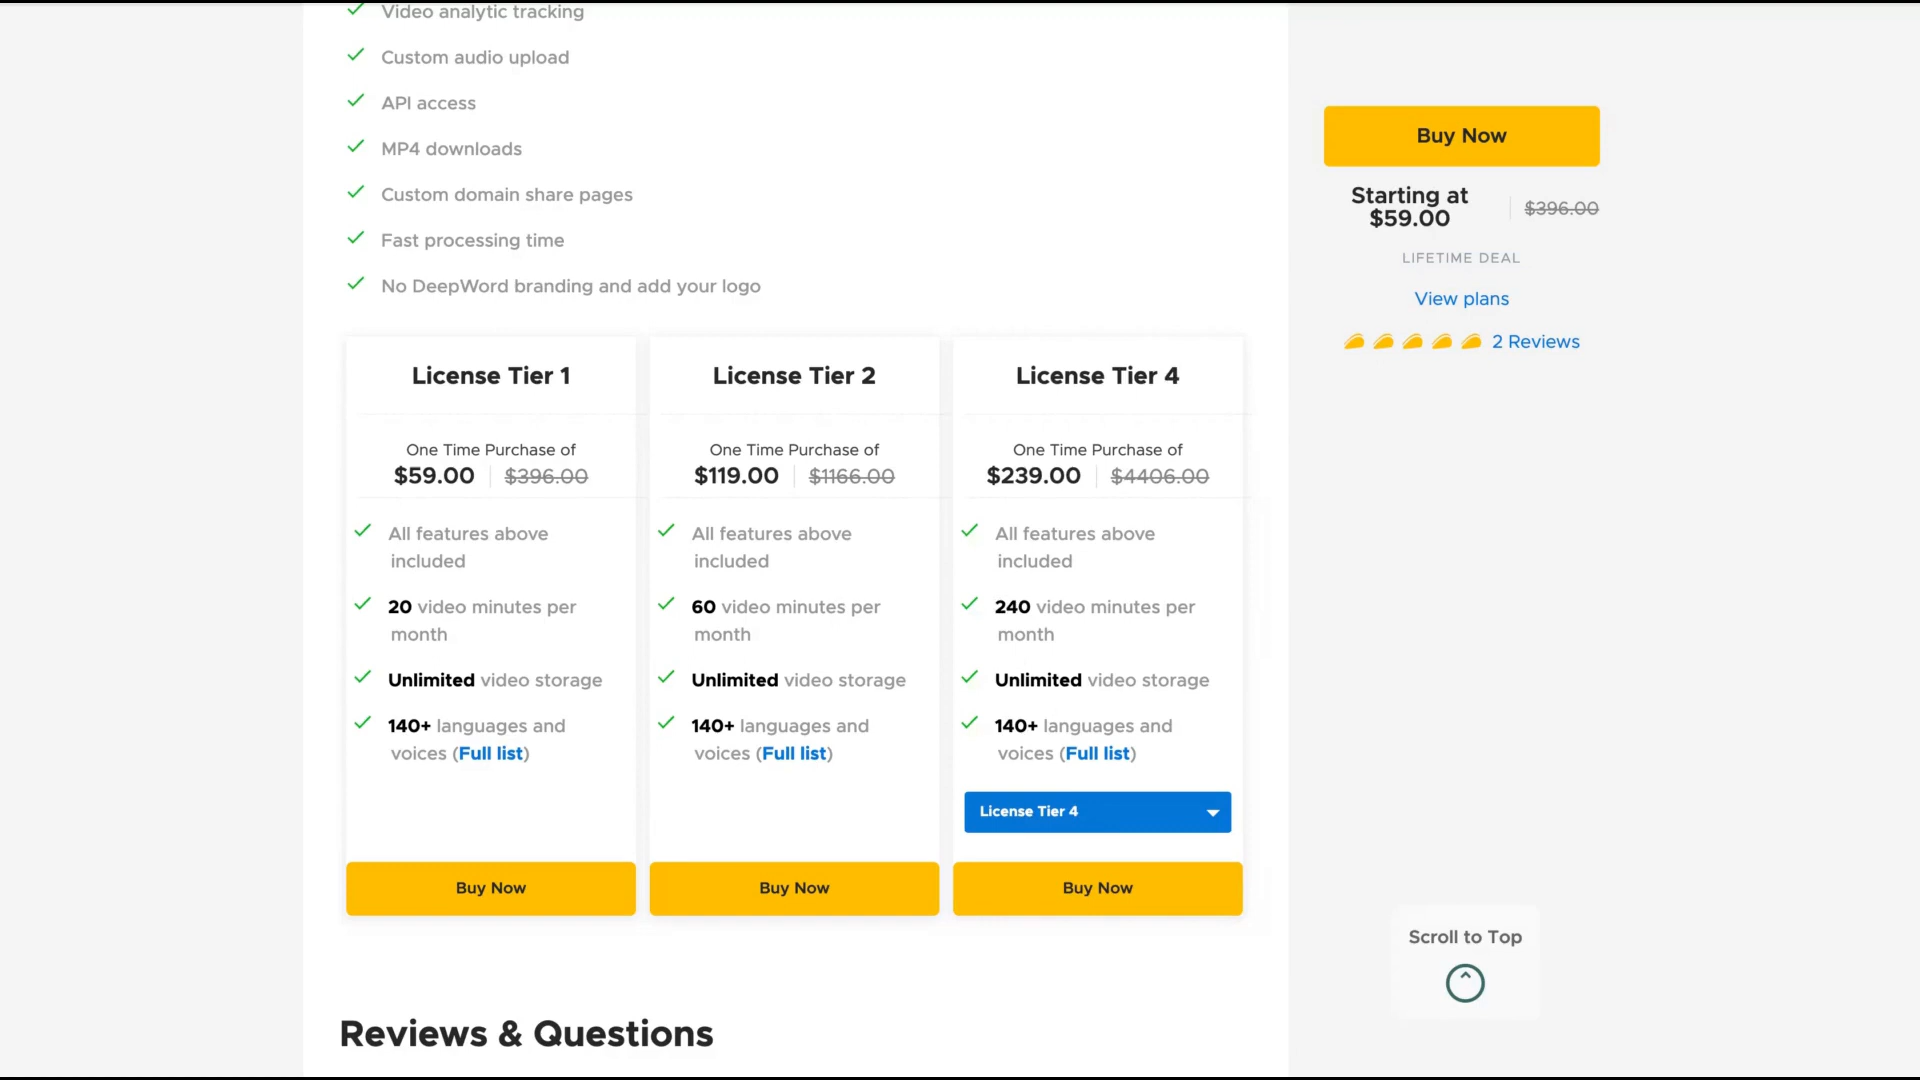 Video analytic tracking
Custom audio upload
API access
MP4 downloads
Custom domain share pages
Fast processing time
No DeepWord branding and add your logo
License Tier 1
One Time Purchase of
$59.00 $396.00
All features above
included
20 video minutes per
month
Unlimited video storage
140+ languages and
voices (Full list)
Buy Now
License Tier 2
One Time Purchase of
$119.00 $1166.00
All features above
included
60 video minutes per
month
Unlimited video storage
140+ languages and
voices (Full list)
Buy Now
License Tier 4
One Time Purchase of
$239.00 $4406.00
All features above
included
240 video minutes per
month
Unlimited video storage
140+ languages and
voices (Full list)
License Tier 4
Buy Now
Reviews & Questions
Buy Now
Starting at
$59.00
$396.00
LIFETIME DEAL
View plans
2 Reviews
Scroll to Top